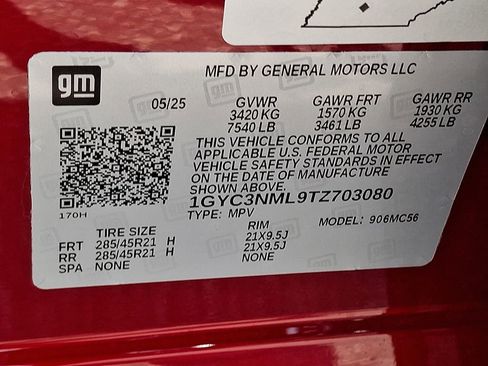 gm
MFD BY GENERAL MOTORS LLC
05/25 GVWR GAWR FRT GAWR RR
3420 KG 1570 KG 1930 KG
7540 LB 3461 LB 4255 LB
THIS VEHICLE CONFORMS TO ALL
APPLICABLE U.S. FEDERAL MOTOR
VEHICLE SAFETY STANDARDS IN EFFECT
ON THE DATE OF MANUFACTURE
SHOWN ABOVE.
1GYC3NML9TZ703080
170H TYPE: MPV MODEL: 906MC56
TIRE SIZE RIM
FRT 285/45R21 H 21X9.5J
RR 285/45R21 H 21X9.5J
SPA NONE NONE